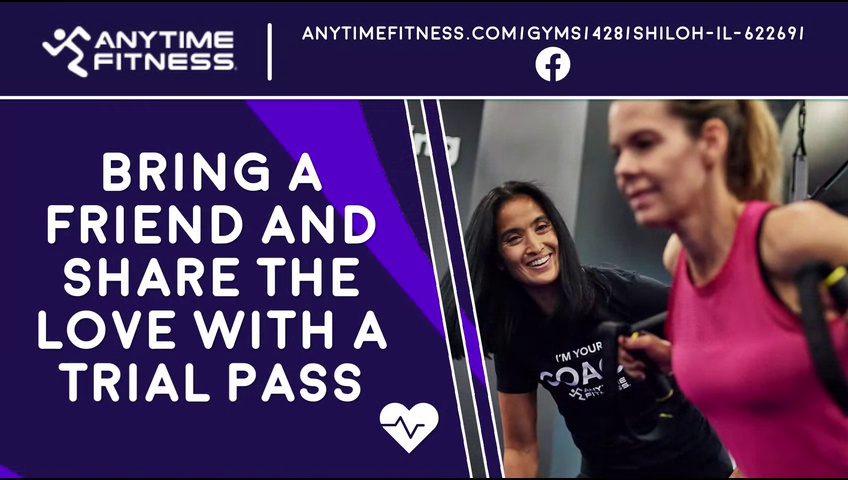 ANYTIME
FITNESS
ANYTIMEFITNESS.COM/GYMS/428/SHILOH-IL-62269/
BRING A
FRIEND AND
SHARE THE
LOVE WITH A
TRIAL PASS
I'M YOUR
COAC
ANYTIME
FITNESS